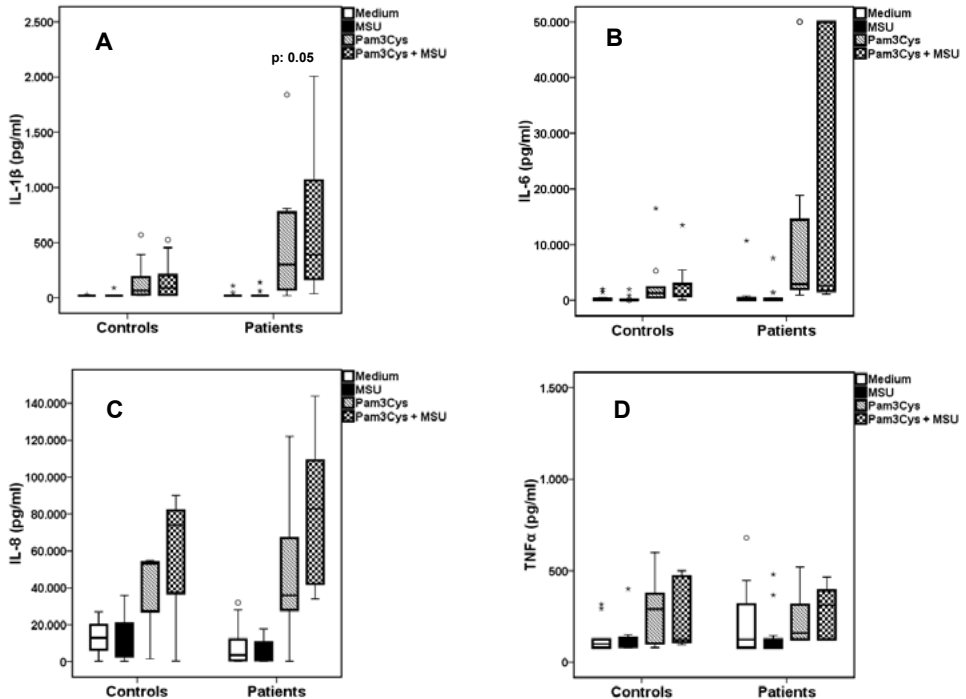 A
p: 0.05
IL-1β (pg/ml)
2.500
2.000
1.500
1.000
500
0
Controls
Patients
Medium
MSU
Pam3Cys
Pam3Cys + MSU
B
IL-6 (pg/ml)
50.000
40.000
30.000
20.000
10.000
0
Controls
Patients
Medium
MSU
Pam3Cys
Pam3Cys + MSU
C
IL-8 (pg/ml)
140.000
120.000
100.000
80.000
60.000
40.000
20.000
0
Controls
Patients
Medium
MSU
Pam3Cys
Pam3Cys + MSU
D
TNFα (pg/ml)
1.500
1.000
500
0
Controls
Patients
Medium
MSU
Pam3Cys
Pam3Cys + MSU